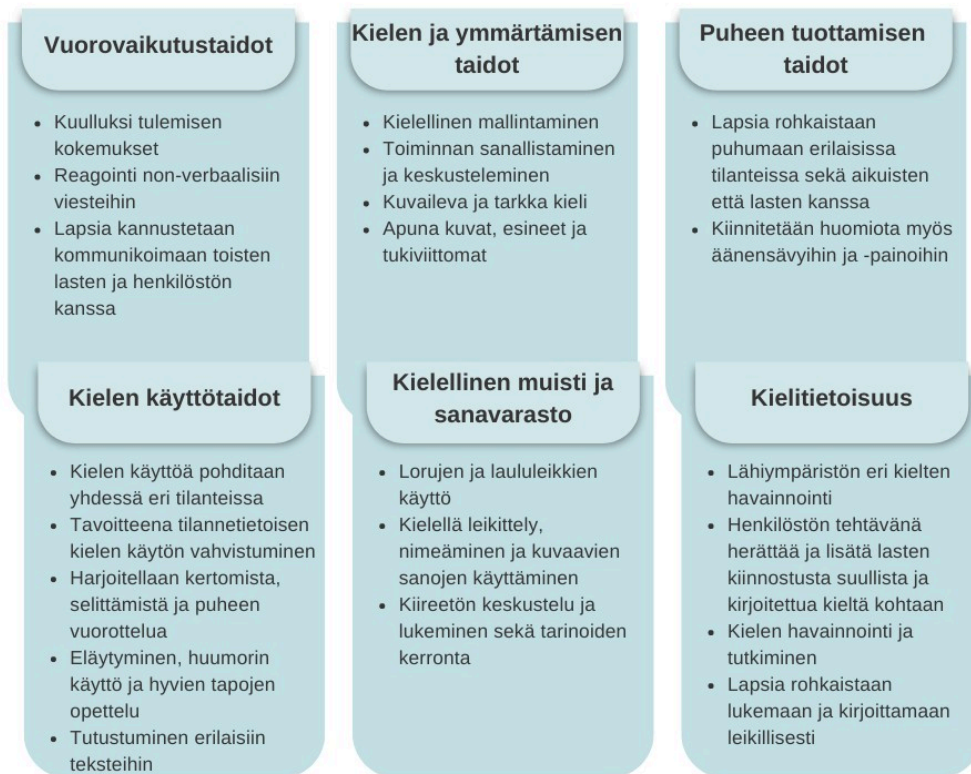 Vuorovaikutustaidot
• Kuulluksi tulemisen
kokemukset
• Reagointi non-verbaalisiin
viesteihin
• Lapsia kannustetaan
kommunikoimaan toisten
lasten ja henkilöstön
kanssa
Kielen ja ymmärtämisen
taidot
• Kielellinen mallintaminen
• Toiminnan sanallistaminen
ja keskusteleminen
• Kuvaileva ja tarkka kieli
• Apuna kuvat, esineet ja
tukiviittomat
Puheen tuottamisen
taidot
• Lapsia rohkaistaan
puhumaan erilaisissa
tilanteissa sekä aikuisten
että lasten kanssa
• Kiinnitetään huomiota myös
äänensävyihin ja -painoihin
Kielen käyttötaidot
• Kielen käyttöä pohditaan
yhdessä eri tilanteissa
• Tavoitteena tilannetietoisen
kielen käytön vahvistuminen
• Harjoitellaan kertomista,
selittämistä ja puheen
vuorottelua
• Eläytyminen, huumorin
käyttö ja hyvien tapojen
opettelu
• Tutustuminen erilaisiin
teksteihin
Kielellinen muisti ja
sanavarasto
• Lorujen ja laululeikkien
käyttö
• Kielellä leikittely,
nimeäminen ja kuvaavien
sanojen käyttäminen
• Kiireetön keskustelu ja
lukeminen sekä tarinoiden
kerronta
Kielitietoisuus
• Lähiympäristön eri kielten
havainnointi
• Henkilöstön tehtävänä
herättää ja lisätä lasten
kiinnostusta suullista ja
kirjoitettua kieltä kohtaan
• Kielen havainnointi ja
tutkiminen
• Lapsia rohkaistaan
lukemaan ja kirjoittamaan
leikillisesti